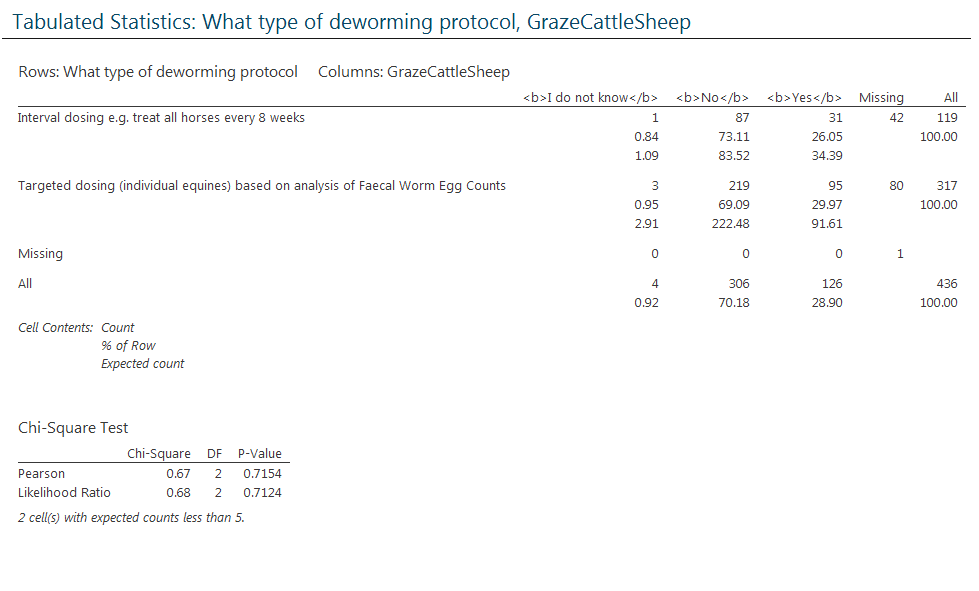 Tabulated Statistics: What type of deworming protocol, GrazeCattleSheep
Rows: What type of deworming protocol Columns: GrazeCattleSheep
<b>I do not know</b> <b>No</b> <b>Yes</b> Missing All
Interval dosing e.g. treat all horses every 8 weeks 1 87 31 42 119
0.84 73.11 26.05 100.00
1.09 83.52 34.39
Targeted dosing (individual equines) based on analysis of Faecal Worm Egg Counts 3 219 95 80 317
0.95 69.09 29.97 100.00
2.91 222.48 91.61
Missing 0 0 0 1
All 4 306 126 436
0.92 70.18 28.90 100.00
Cell Contents: Count
% of Row
Expected count
Chi-Square Test
Chi-Square DF P-Value
Pearson 0.67 2 0.7154
Likelihood Ratio 0.68 2 0.7124
2 cell(s) with expected counts less than 5.